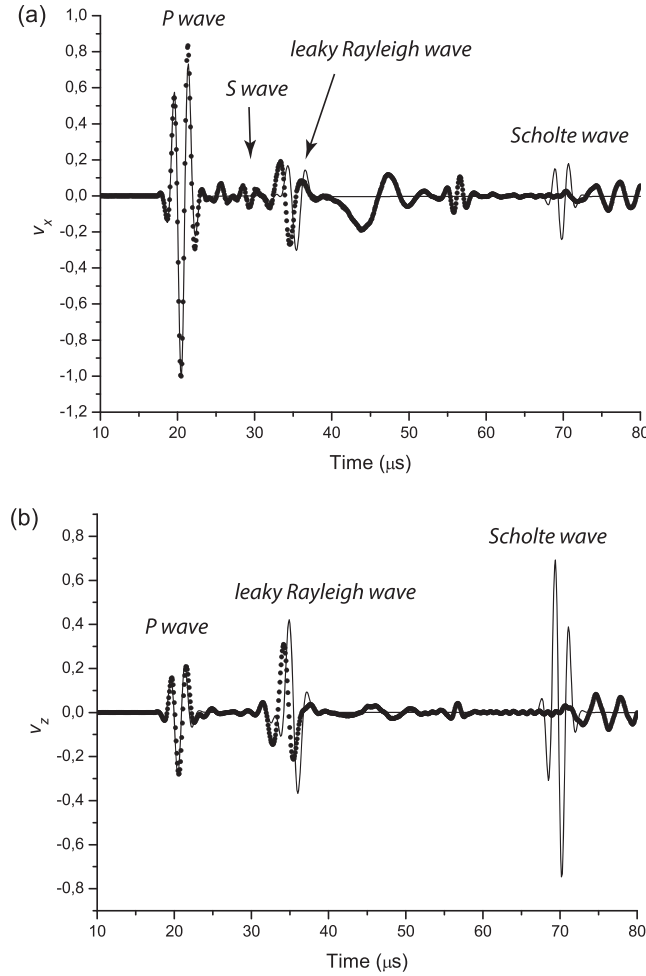 (a)
P wave
leaky Rayleigh wave
S wave
Scholte wave
1,0
0,8
0,6
0,4
0,2
0,0
-0,2
-0,4
-0,6
-0,8
-1,0
-1,2
v_x
10 20 30 40 50 60 70 80
Time (μs)
(b)
Scholte wave
leaky Rayleigh wave
P wave
0,8
0,6
0,4
0,2
0,0
-0,2
-0,4
-0,6
-0,8
v_z
10 20 30 40 50 60 70 80
Time (μs)